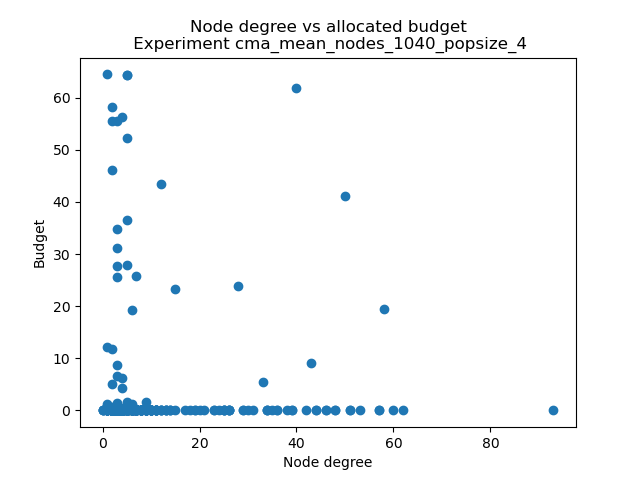 Node degree vs allocated budget
Experiment cma_mean_nodes_1040_popsize_4
60
50
40
30
20
10
0
Budget
0 20 40 60 80
Node degree